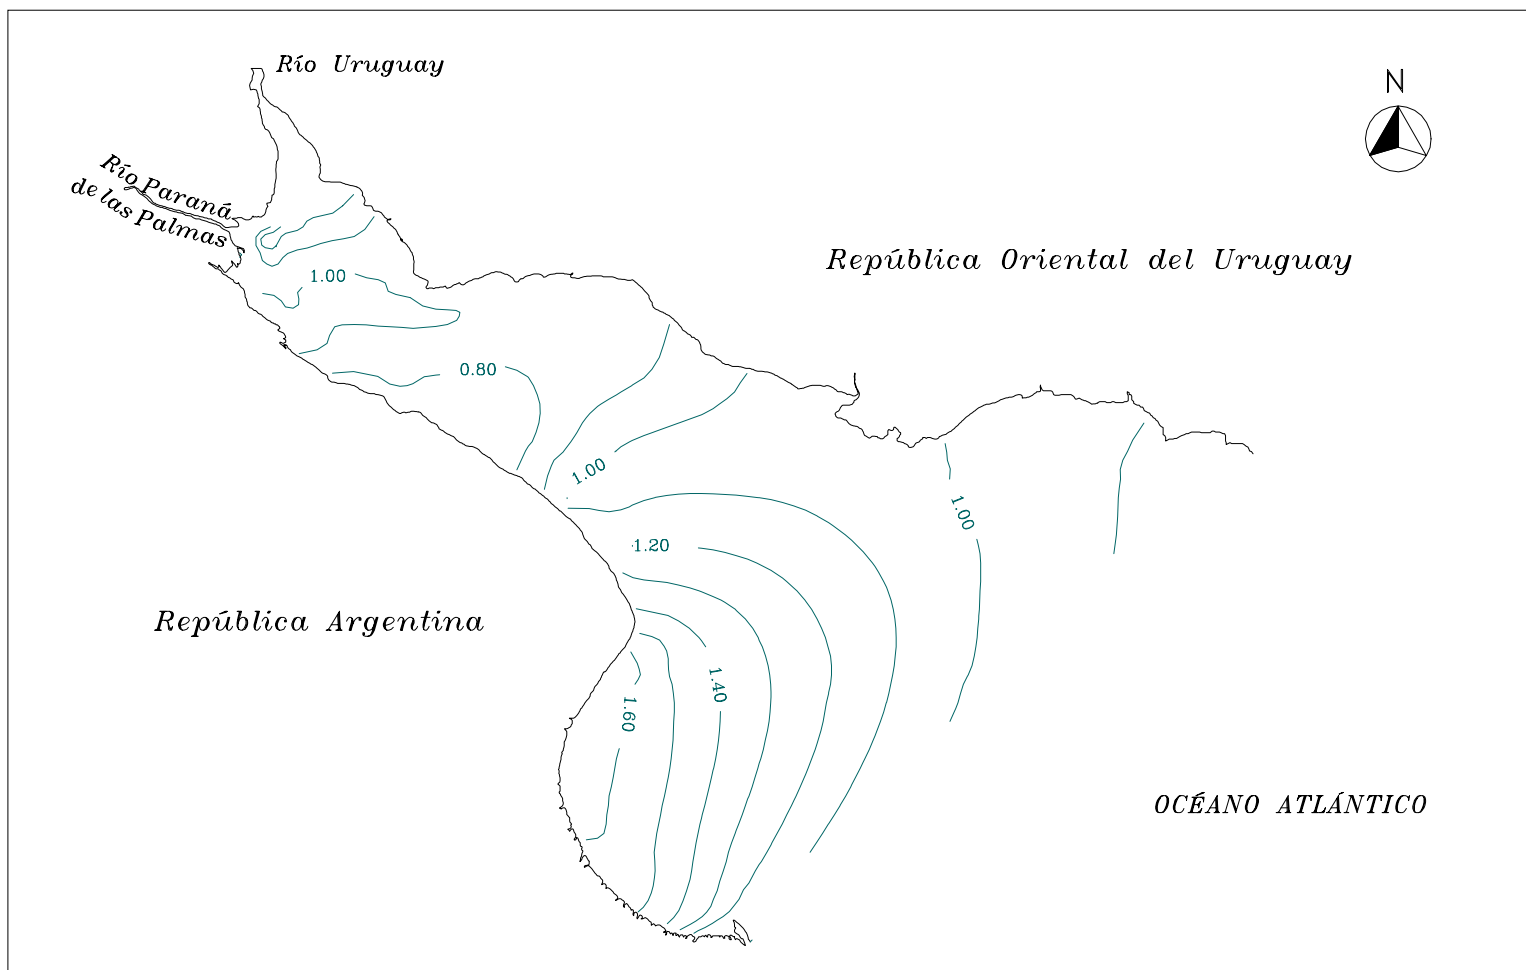 Río Uruguay
N
Río Paraná
de las Palmas
República Oriental del Uruguay
1.00
0.80
1.00
1.00
1.20
República Argentina
1.40
1.60
OCÉANO ATLÁNTICO